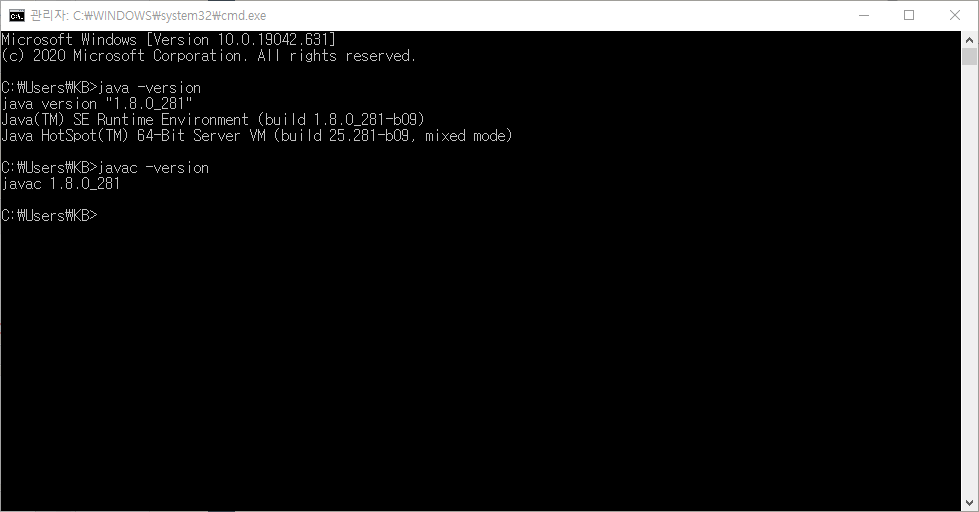 관리자: C:₩WINDOWS₩system32₩cmd.exe
Microsoft Windows [Version 10.0.19042.631]
(c) 2020 Microsoft Corporation. All rights reserved.
C:₩Users₩KB>java -version
java version "1.8.0_281"
Java(TM) SE Runtime Environment (build 1.8.0_281-b09)
Java HotSpot(TM) 64-Bit Server VM (build 25.281-b09, mixed mode)
C:₩Users₩KB>javac -version
javac 1.8.0_281
C:₩Users₩KB>